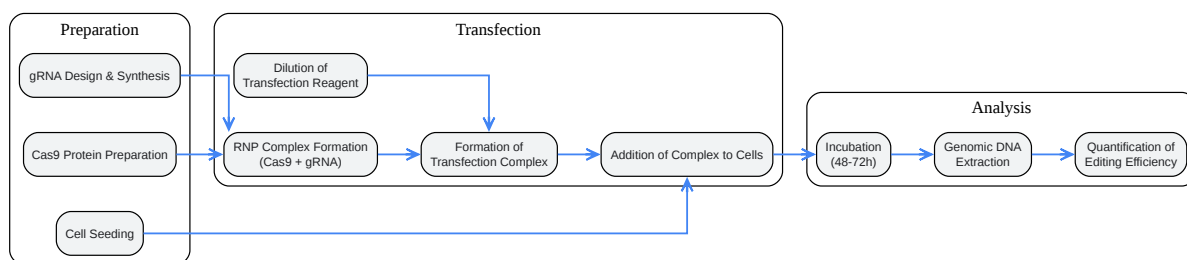 Preparation
gRNA Design & Synthesis
Cas9 Protein Preparation
Cell Seeding
Transfection
Dilution of
Transfection Reagent
RNP Complex Formation
(Cas9 + gRNA)
Formation of
Transfection Complex
Addition of Complex to Cells
Analysis
Incubation
(48-72h)
Genomic DNA
Extraction
Quantification of
Editing Efficiency